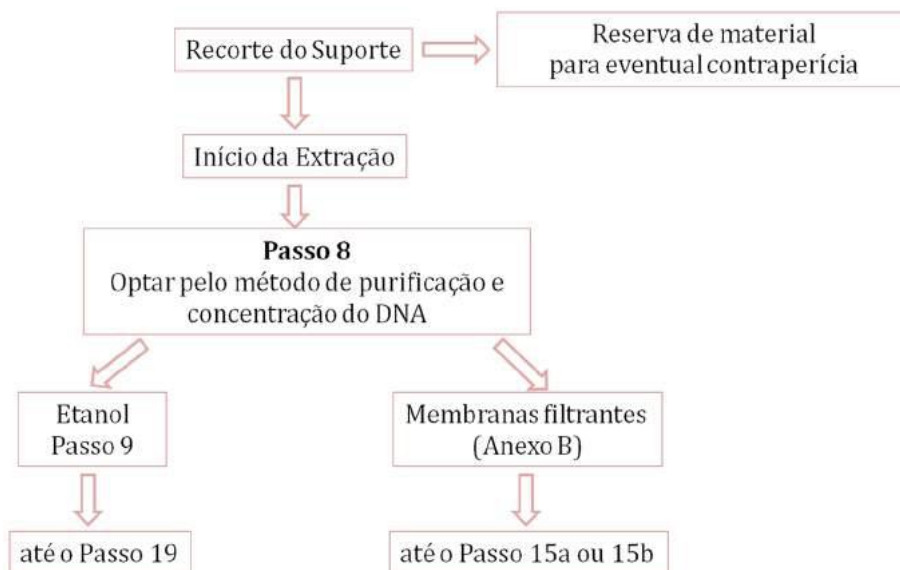 Recorte do Suporte
Reserva de material
para eventual contraperícia
Início da Extração
Passo 8
Optar pelo método de purificação e
concentração do DNA
Etanol
Passo 9
Membranas filtrantes
(Anexo B)
até o Passo 19
até o Passo 15a ou 15b